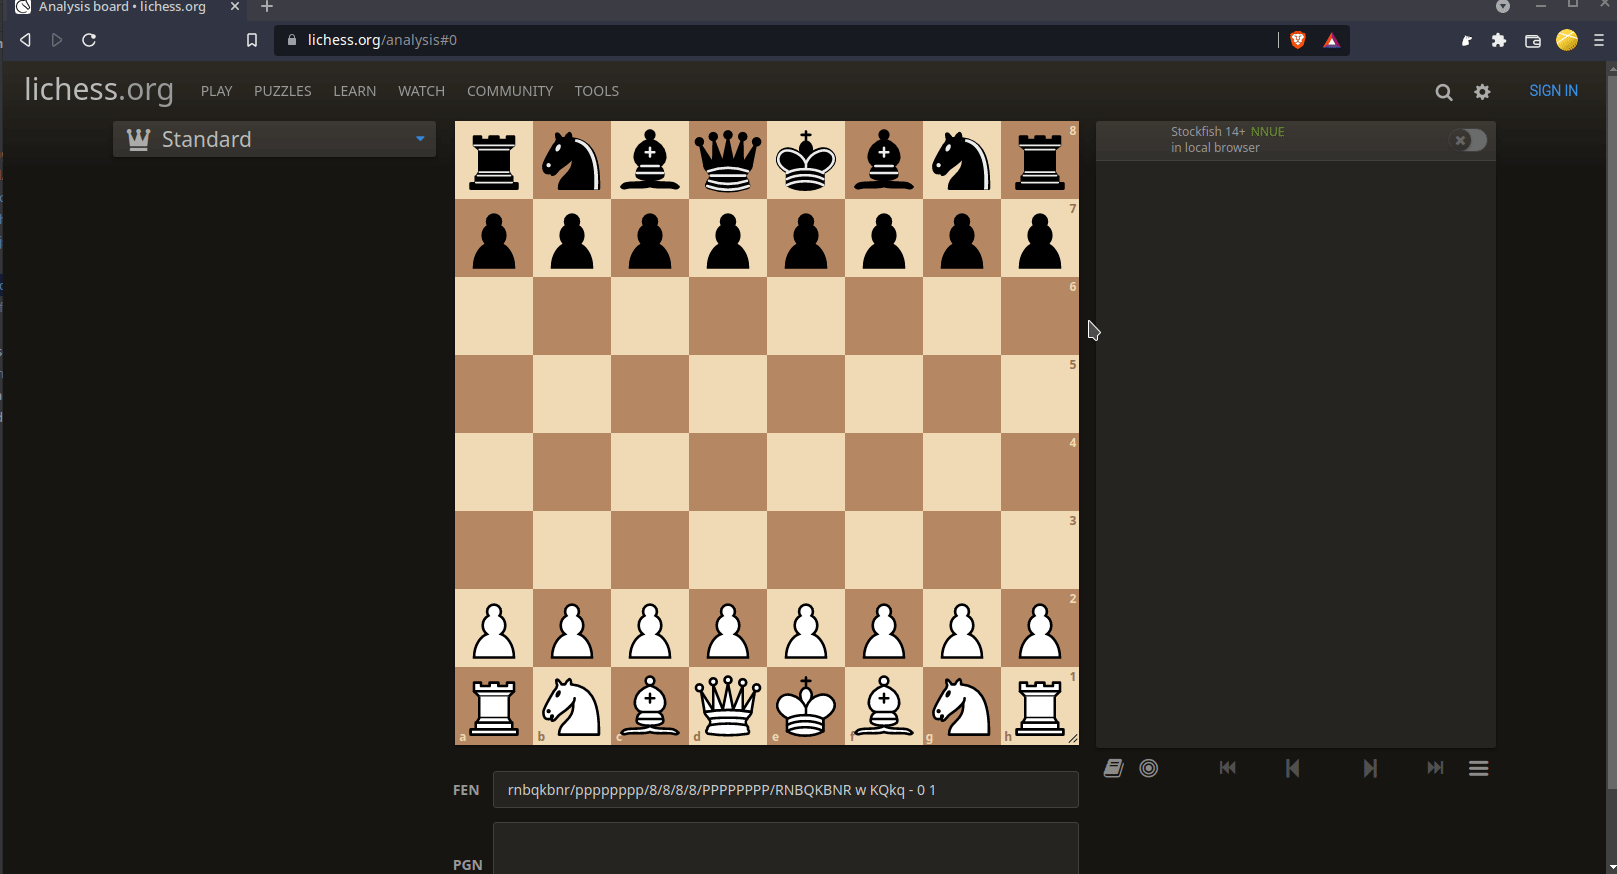 Analysis board • lichess.org
lichess.org/analysis#0
lichess.org PLAY PUZZLES LEARN WATCH COMMUNITY TOOLS SIGN IN
Standard
Stockfish 14+ NNUE
in local browser
8
7
6
5
4
3
2
1
a b c d e f g h
FEN rnbqkbnr/pppppppp/8/8/8/8/PPPPPPPP/RNBQKBNR w KQkq - 0 1
PGN